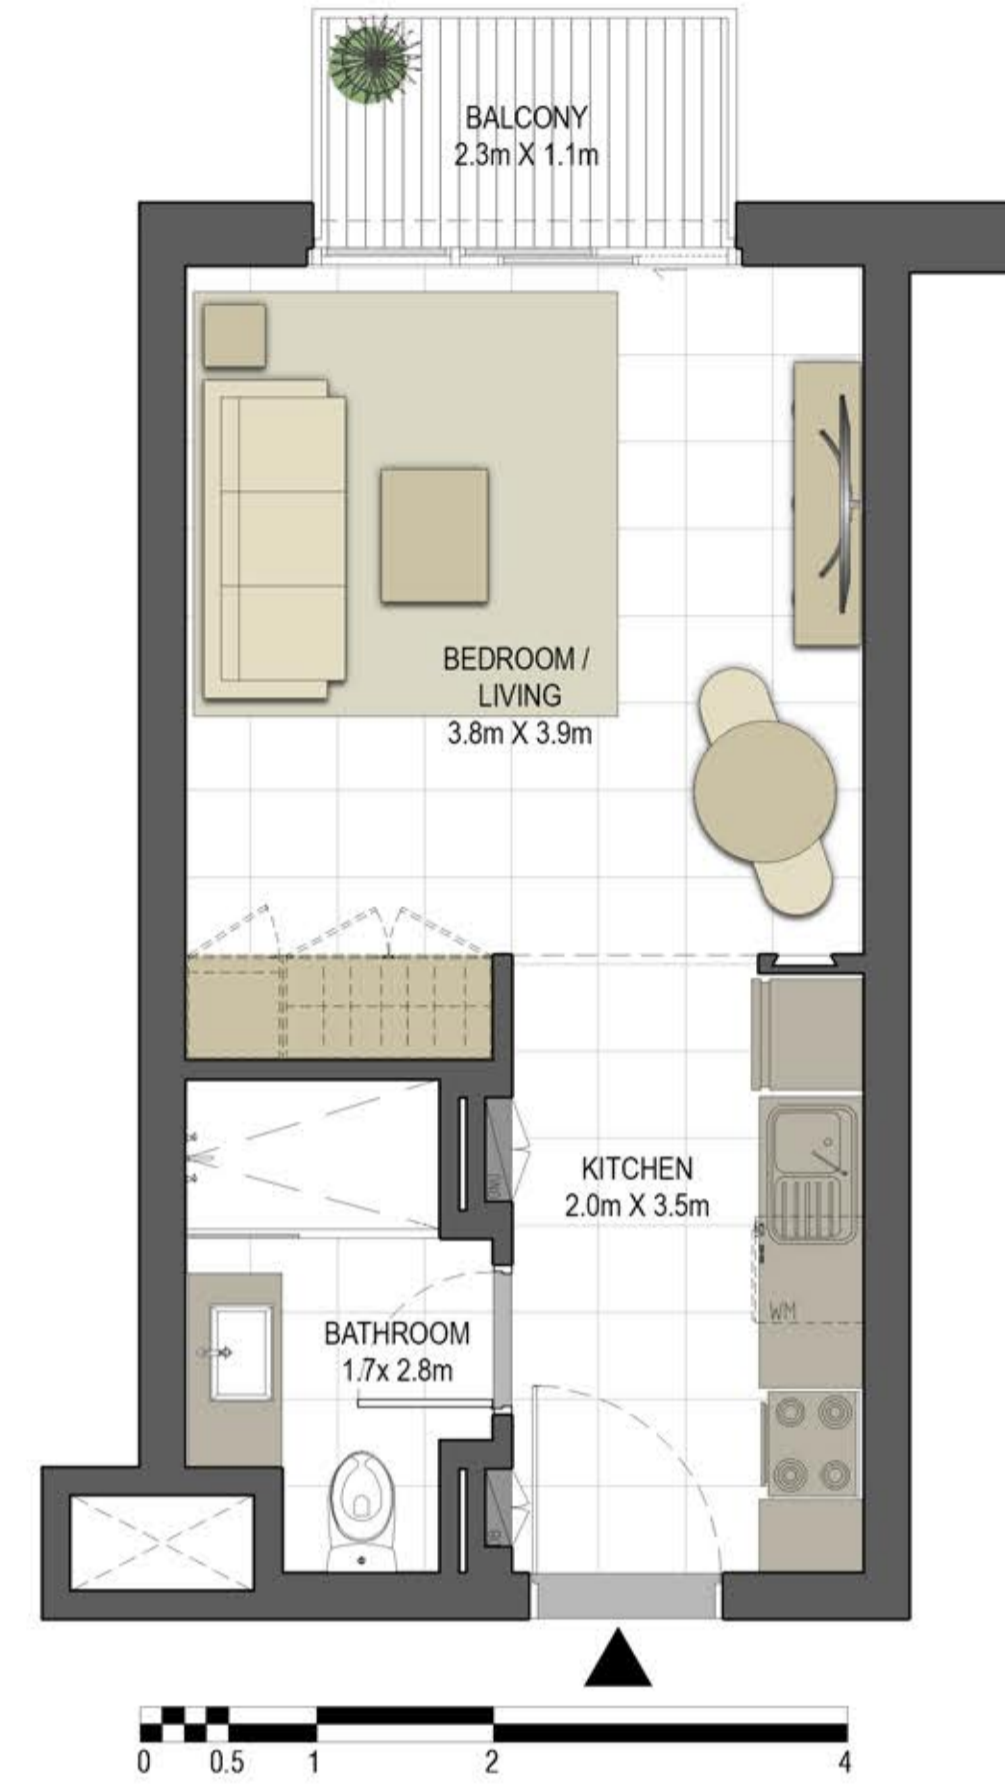 BALCONY
2.3m X 1.1m
BEDROOM /
LIVING
3.8m X 3.9m
KITCHEN
2.0m X 3.5m
WM
BATHROOM
1.7x 2.8m
0 0.5 1 2 4